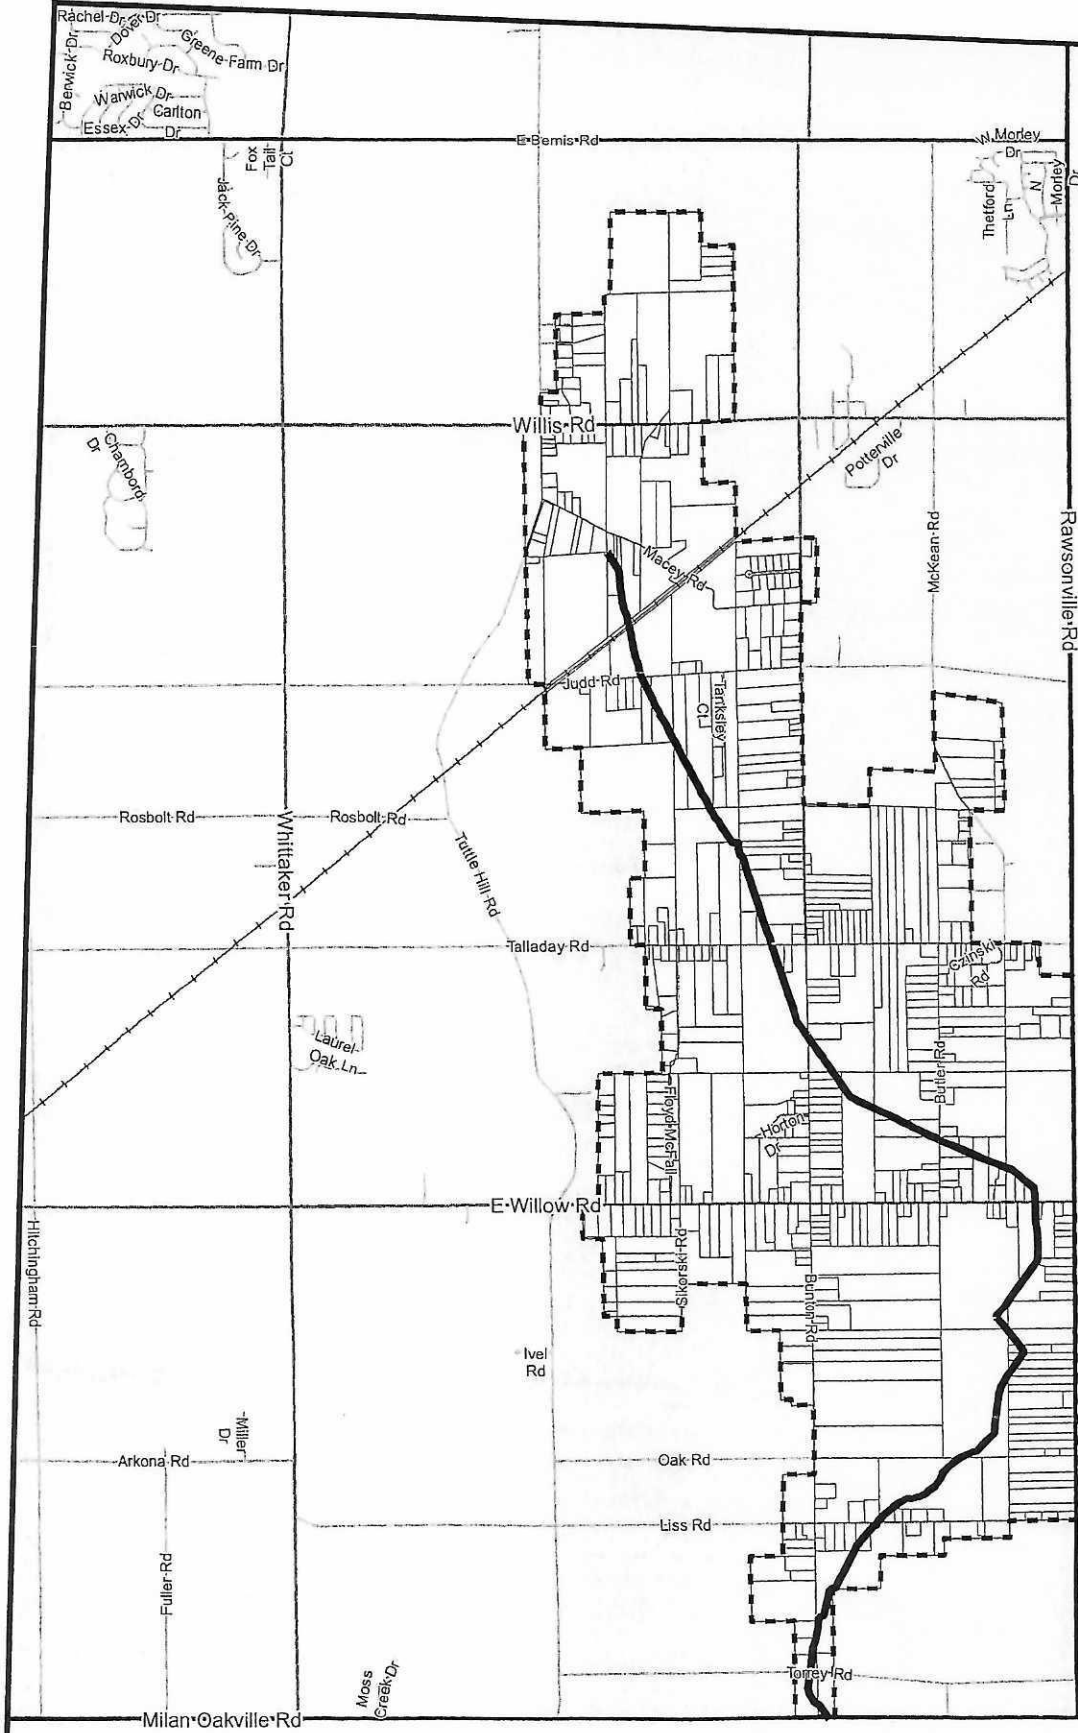 Rachel Dr
Dover Dr
Greene Farm Dr
Roxbury Dr
Berwick Dr
Warwick Dr
Carlton
Dr
Essex Dr
E Bemis Rd
W Morley
Dr
Fox
Tail
Ct
Jack Pine Dr
Thetford
Ln
N
Morley
Dr
Willis Rd
Chambord
Dr
Potterville
Dr
McKean Rd
Rawsonville Rd
Macey Rd
Judd Rd
Tanksley
Ct
Rosbolt Rd
Rosbolt Rd
Whittaker Rd
Tuttle Hill Rd
Talladay Rd
Czinski
Rd
Laurel
Oak Ln
Butler Rd
Floyd McFall
Horton
Dr
E Willow Rd
Hitchingham Rd
Sikorski Rd
Bunton Rd
Ivel
Rd
Miller
Dr
Arkona Rd
Oak Rd
Liss Rd
Fuller Rd
Moss
Creek Dr
Torrey Rd
Milan Oakville Rd